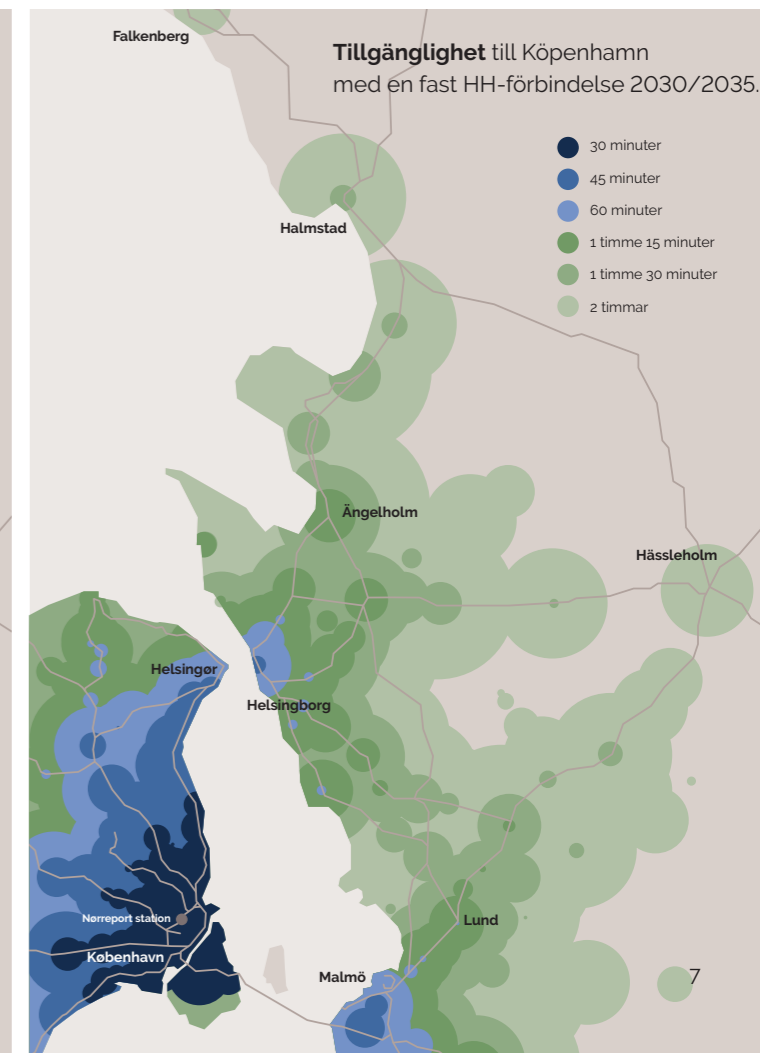 Falkenberg
Tillgänglighet till Köpenhamn
med en fast HH-förbindelse 2030/2035.
30 minuter
45 minuter
60 minuter
1 timme 15 minuter
1 timme 30 minuter
2 timmar
Halmstad
Ängelholm
Hässleholm
Helsingør
Helsingborg
Nørreport station
Lund
København
Malmö
7